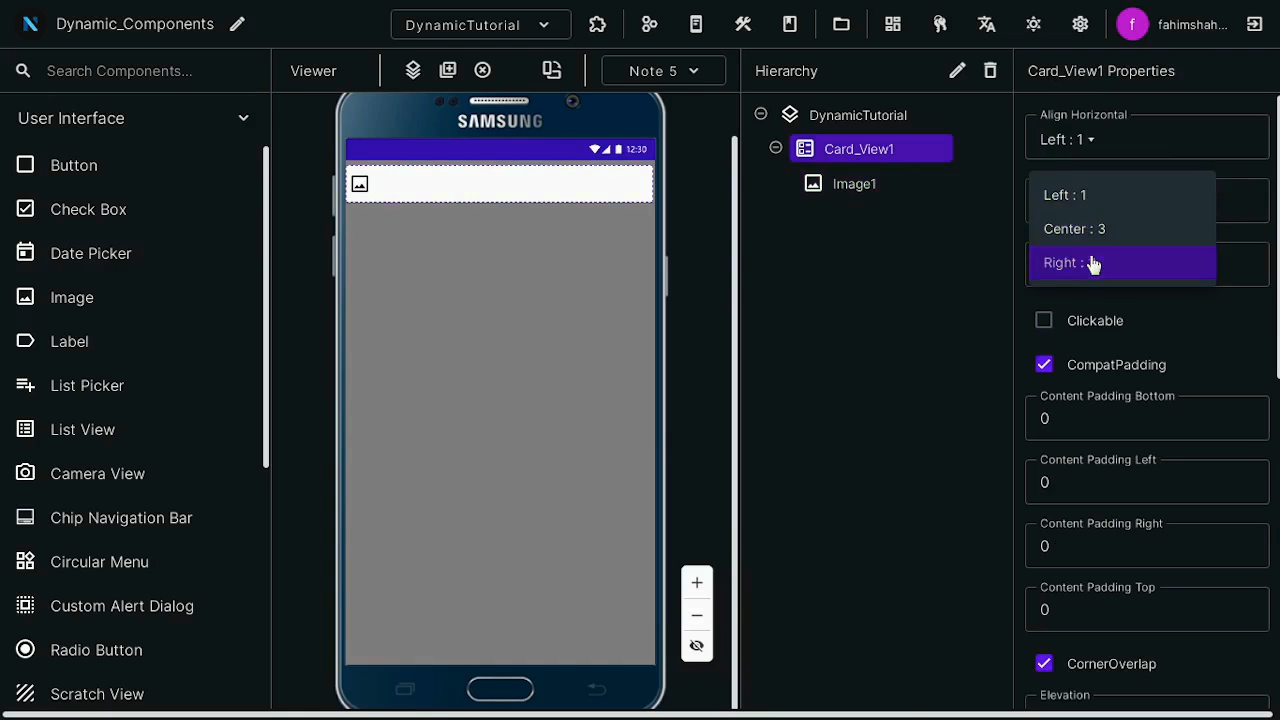 N
Dynamic_Components
DynamicTutorial
f
fahimshah...
Search Components...
Viewer
Note 5
Hierarchy
Card_View1 Properties
User Interface
Button
Check Box
Date Picker
Image
Label
List Picker
List View
Camera View
Chip Navigation Bar
Circular Menu
Custom Alert Dialog
Radio Button
Scratch View
SAMSUNG
12:30
DynamicTutorial
Card_View1
Image1
Align Horizontal
Left : 1
Left : 1
Center : 3
Right :
Clickable
CompatPadding
Content Padding Bottom
0
Content Padding Left
0
Content Padding Right
0
Content Padding Top
0
CornerOverlap
Elevation